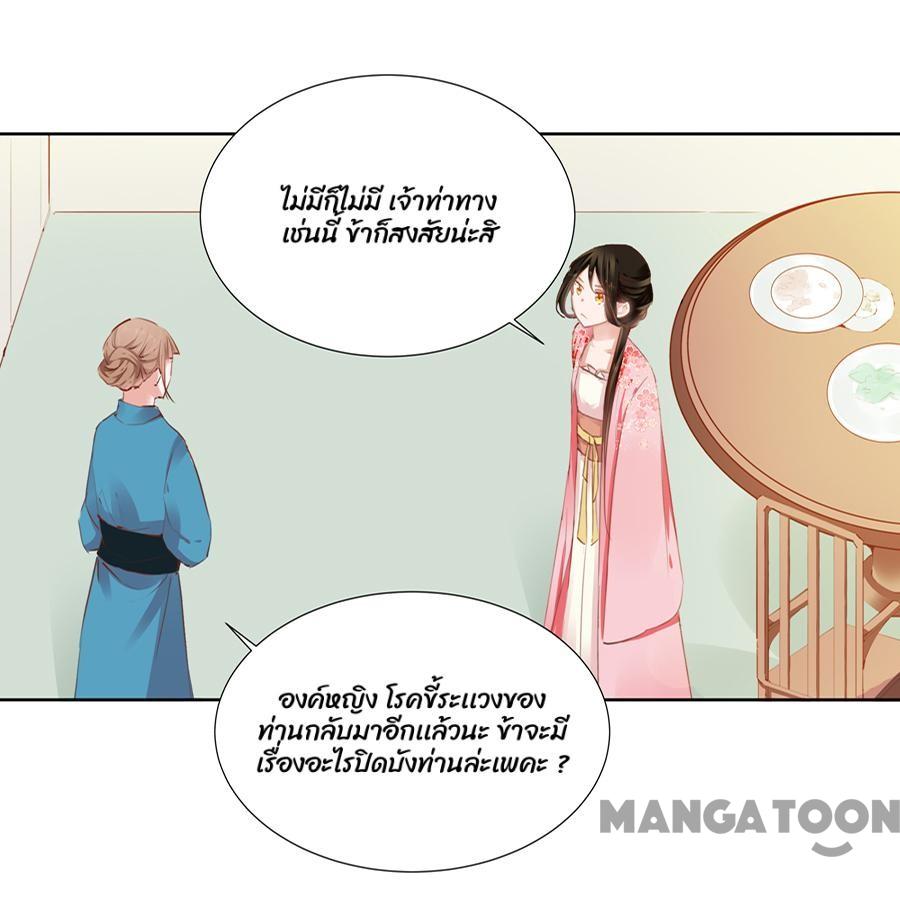 ไม่มีก็ไม่มี เจ้าท่าทาง
เช่นนี้ ข้าก็สงสัยน่ะสิ
องค์หญิง โรคขี้ระแวงของ
ท่านกลับมาอีกแล้วนะ ข้าจะมี
เรื่องอะไรปิดบังท่านล่ะเพคะ ?
MANGATOON